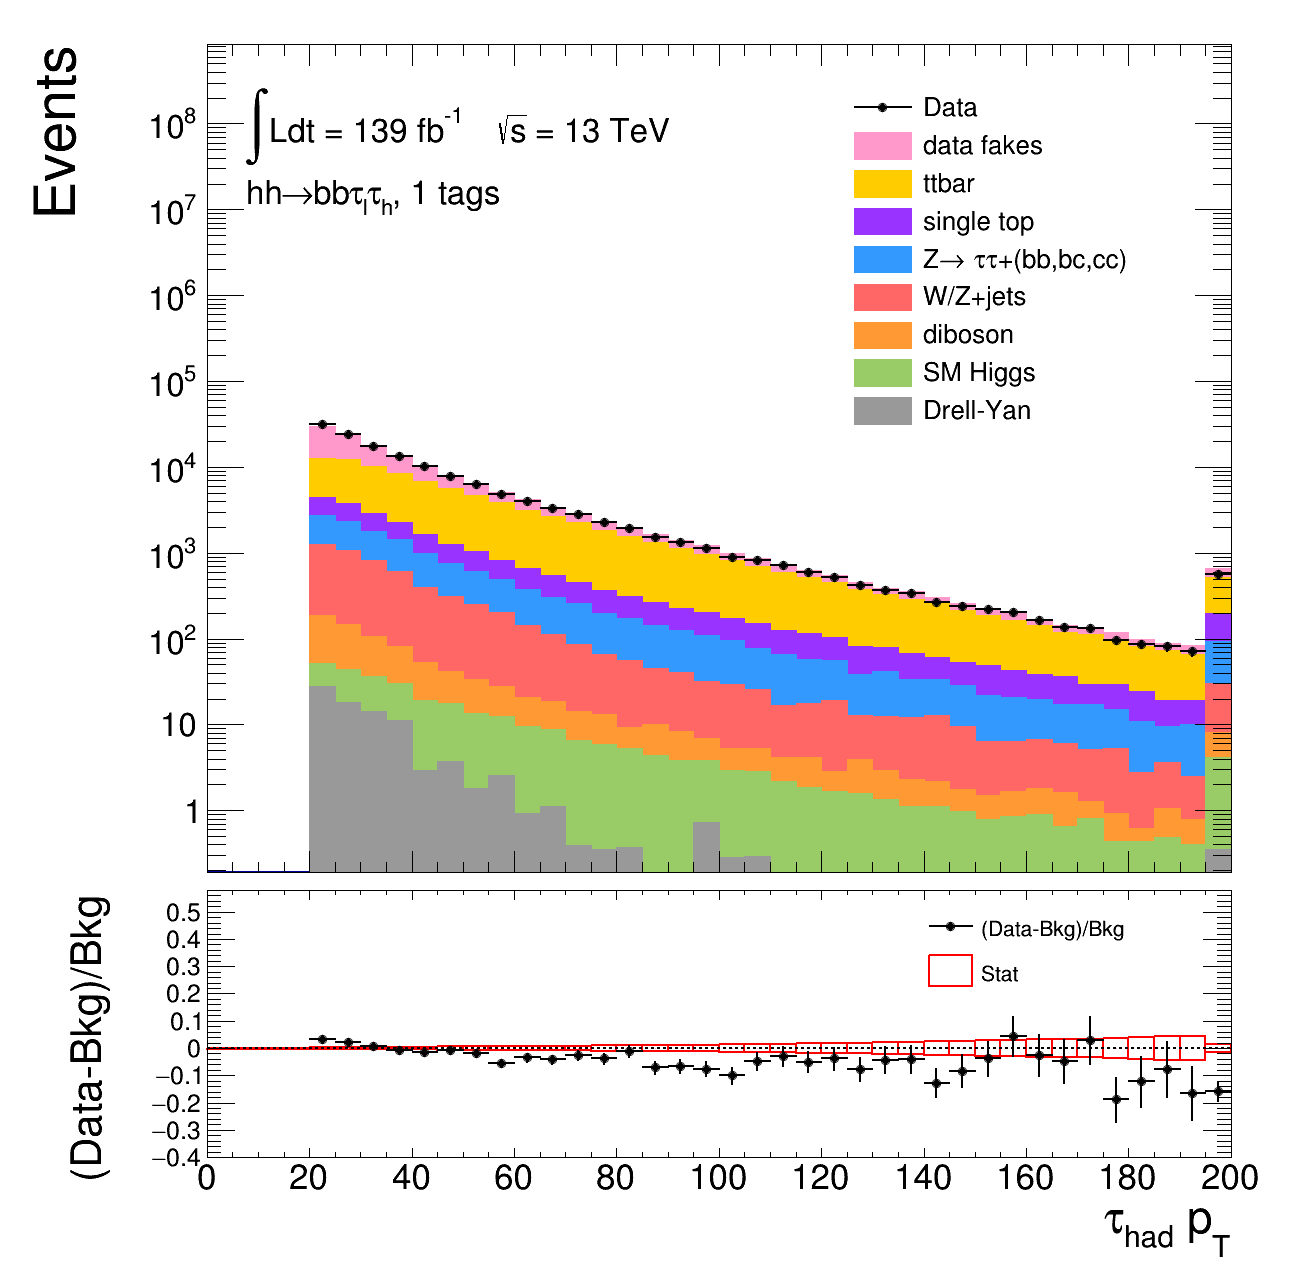 Events
∫Ldt = 139 fb⁻¹ √s = 13 TeV
hh→bbτ_lτ_h, 1 tags
Data
data fakes
ttbar
single top
Z→ ττ+(bb,bc,cc)
W/Z+jets
diboson
SM Higgs
Drell-Yan
10⁸
10⁷
10⁶
10⁵
10⁴
10³
10²
10
1
(Data-Bkg)/Bkg
(Data-Bkg)/Bkg
Stat
0.5
0.4
0.3
0.2
0.1
0
−0.1
−0.2
−0.3
−0.4
0 20 40 60 80 100 120 140 160 180 200
τ_had p_T